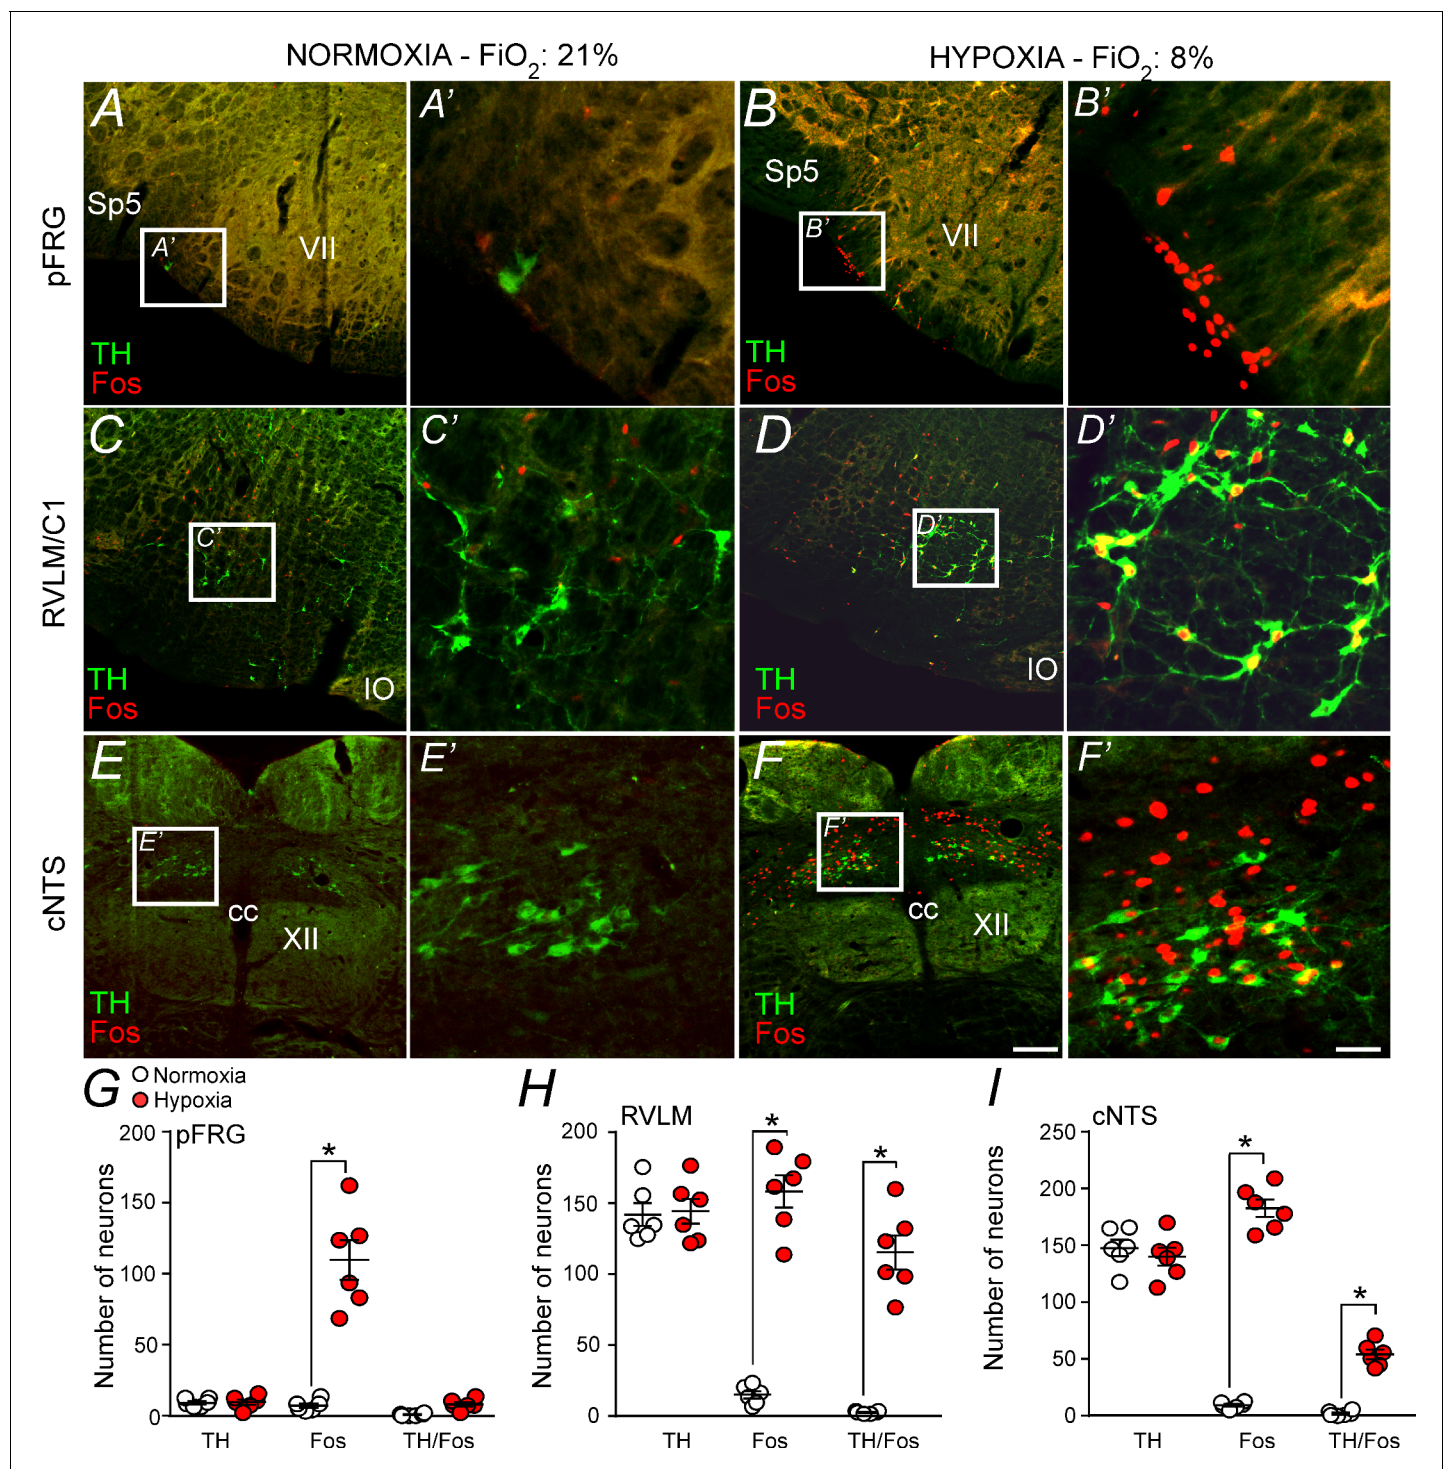 NORMOXIA - FiO2: 21%
HYPOXIA - FiO2: 8%
pFRG
A
Sp5
A’
VII
TH
Fos
A’
B
Sp5
B’
VII
TH
Fos
B’
RVLM/C1
C
C’
IO
TH
Fos
C’
D
D’
IO
TH
Fos
D’
cNTS
E
E’
cc
XII
TH
Fos
E’
F
F’
cc
XII
TH
Fos
F’
G
Normoxia
Hypoxia
pFRG
Number of neurons
200
150
100
50
0
*
TH Fos TH/Fos
H
RVLM
Number of neurons
200
150
100
50
0
*
*
TH Fos TH/Fos
I
cNTS
Number of neurons
250
200
150
100
50
0
*
*
TH Fos TH/Fos